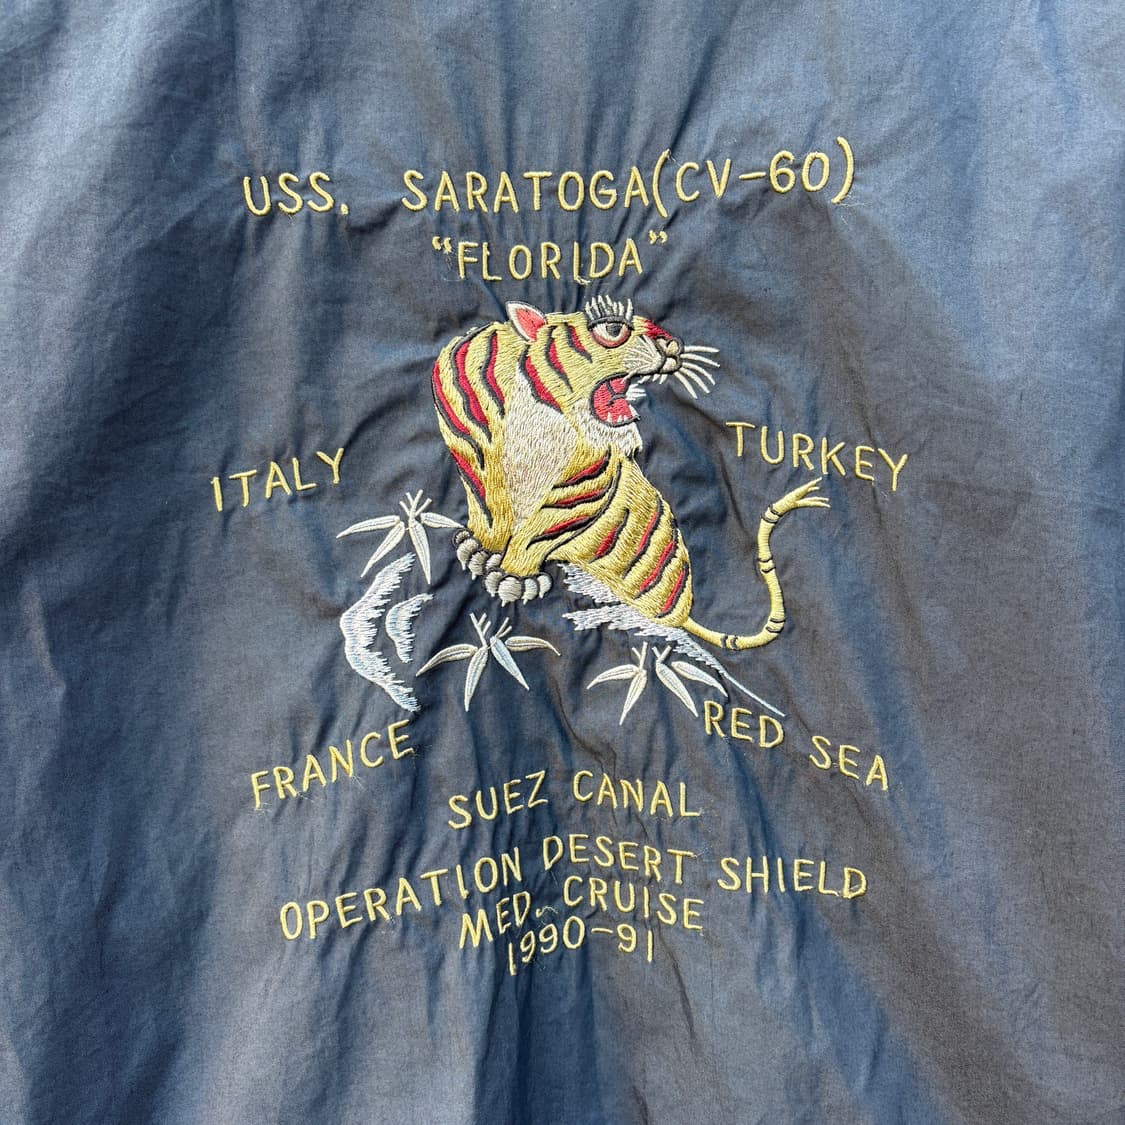 USS. SARATOGA(CV-60)
"FLORIDA"
ITALY
TURKEY
FRANCE
RED SEA
SUEZ CANAL
OPERATION DESERT SHIELD
MED. CRUISE
1990-91